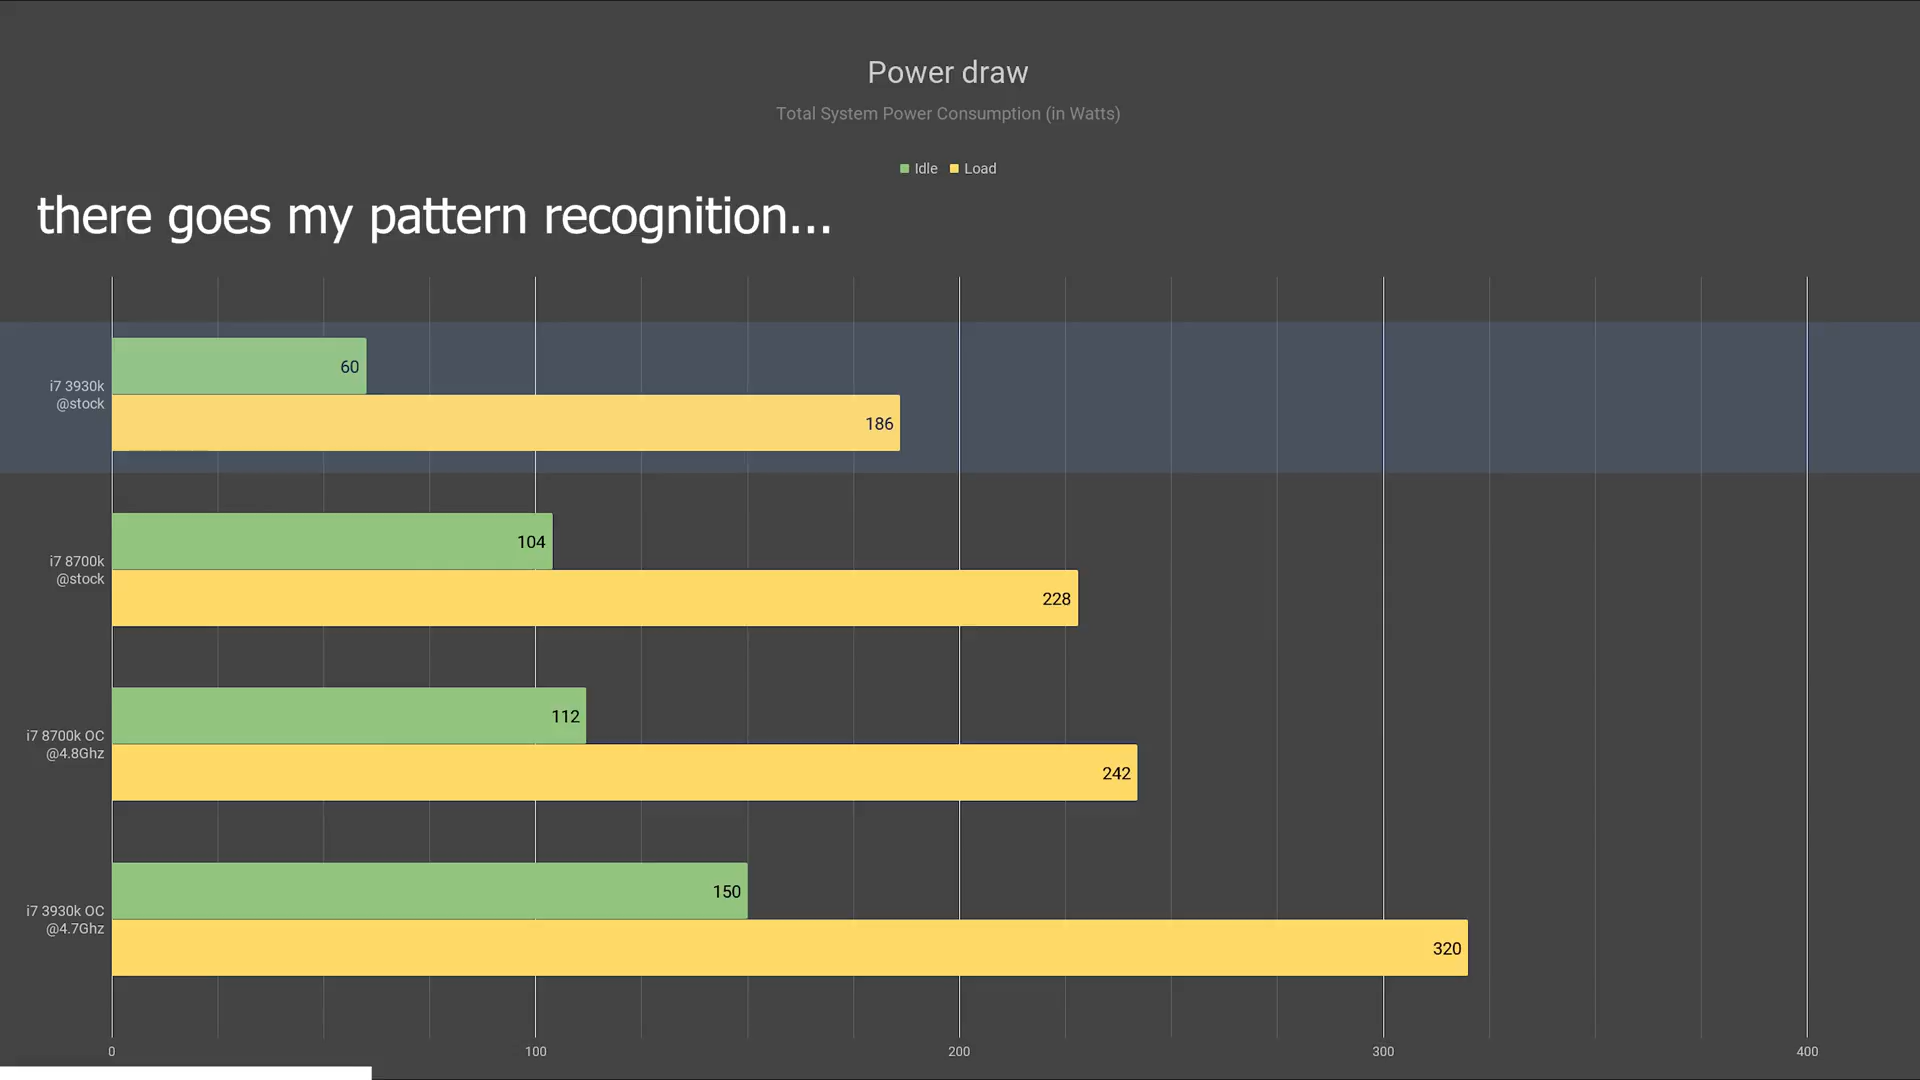 Power draw
Total System Power Consumption (in Watts)
Idle Load
there goes my pattern recognition...
i7 3930k
@stock
60
186
i7 8700k
@stock
104
228
i7 8700k OC
@4.8Ghz
112
242
i7 3930k OC
@4.7Ghz
150
320
0 100 200 300 400